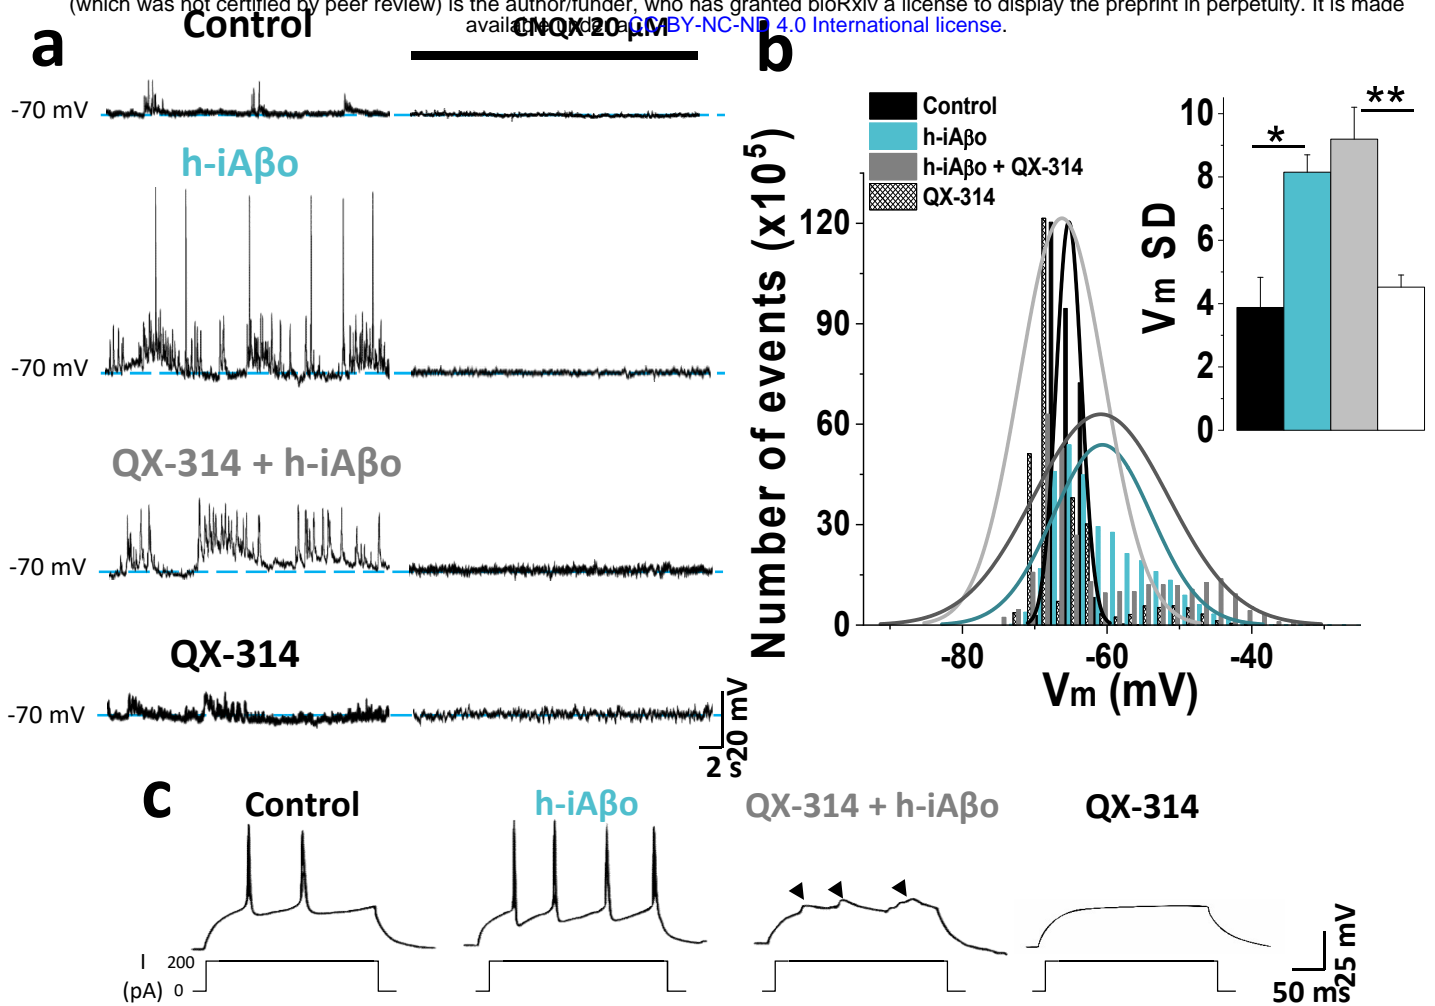 (which was not certified by peer review) is the author/funder, who has granted bioRxiv a license to display the preprint in perpetuity. It is made
available under a CC-BY-NC-ND 4.0 International license.
a
Control
CNQX 20 µM
-70 mV
h-iAβo
-70 mV
QX-314 + h-iAβo
-70 mV
QX-314
-70 mV
20 mV
2 s
b
Control
h-iAβo
h-iAβo + QX-314
QX-314
Number of events (x10⁵)
120
90
60
30
0
-80
-60
-40
Vm (mV)
Vm SD
10
8
6
4
2
0
*
**
c
Control
h-iAβo
QX-314 + h-iAβo
QX-314
I
(pA)
200
0
25 mV
50 ms